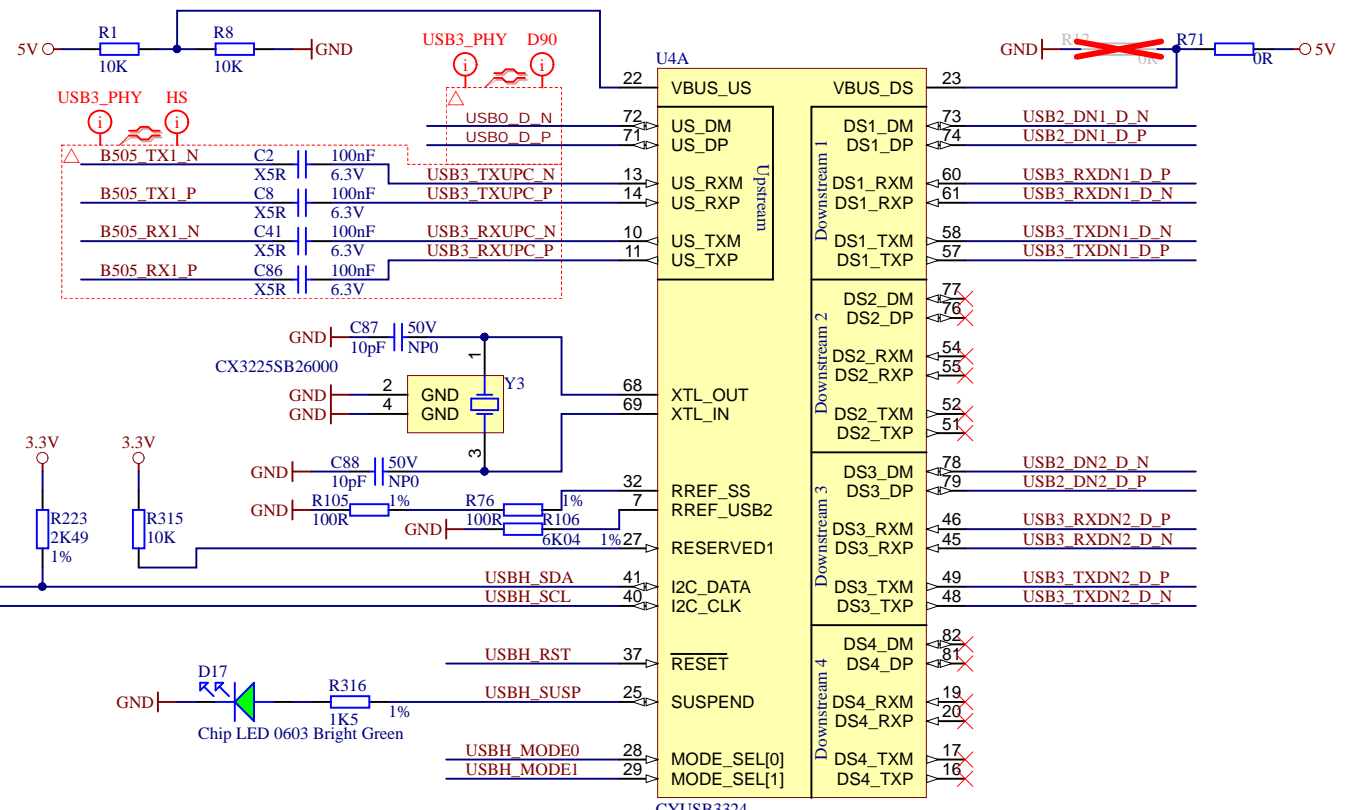 5V
R1
10K
R8
10K
GND
USB3_PHY
D90
i
i
USB3_PHY
HS
i
i
U4A
GND
R71
0R
0R
5V
22
VBUS_US
VBUS_DS
23
USB0_D_N
72
US_DM
USB0_D_P
71
US_DP
B505_TX1_N
C2
X5R
100nF
6.3V
USB3_TXUPC_N
13
US_RXM
B505_TX1_P
C8
X5R
100nF
6.3V
USB3_TXUPC_P
14
US_RXP
B505_RX1_N
C41
X5R
100nF
6.3V
USB3_RXUPC_N
10
US_TXM
B505_RX1_P
C86
X5R
100nF
6.3V
USB3_RXUPC_P
11
US_TXP
Upstream
Downstream 1
DS1_DM
73
USB2_DN1_D_N
DS1_DP
74
USB2_DN1_D_P
DS1_RXM
60
USB3_RXDN1_D_P
DS1_RXP
61
USB3_RXDN1_D_N
DS1_TXM
58
USB3_TXDN1_D_N
DS1_TXP
57
USB3_TXDN1_D_P
Downstream 2
DS2_DM
77
DS2_DP
76
DS2_RXM
54
DS2_RXP
55
DS2_TXM
52
DS2_TXP
51
GND
C87
10pF
50V
NP0
CX3225SB26000
1
GND
2
GND
GND
4
GND
Y3
3
68
XTL_OUT
69
XTL_IN
GND
C88
10pF
50V
NP0
3.3V
3.3V
R223
2K49
1%
R315
10K
GND
R105
100R
1%
R76
100R
1%
32
RREF_SS
GND
R106
6K04
1%
7
RREF_USB2
27
RESERVED1
USBH_SDA
41
I2C_DATA
USBH_SCL
40
I2C_CLK
USBH_RST
37
RESET
GND
D17
Chip LED 0603 Bright Green
R316
1K5
1%
USBH_SUSP
25
SUSPEND
USBH_MODE0
28
MODE_SEL[0]
USBH_MODE1
29
MODE_SEL[1]
Downstream 3
DS3_DM
78
USB2_DN2_D_N
DS3_DP
79
USB2_DN2_D_P
DS3_RXM
46
USB3_RXDN2_D_P
DS3_RXP
45
USB3_RXDN2_D_N
DS3_TXM
49
USB3_TXDN2_D_P
DS3_TXP
48
USB3_TXDN2_D_N
Downstream 4
DS4_DM
82
DS4_DP
81
DS4_RXM
19
DS4_RXP
20
DS4_TXM
17
DS4_TXP
16
CYUSB3324